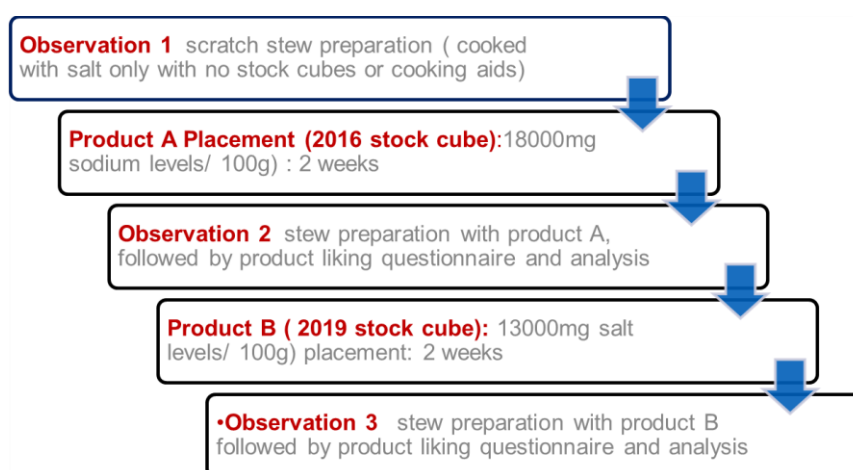 Observation 1 scratch stew preparation ( cooked
with salt only with no stock cubes or cooking aids)
Product A Placement (2016 stock cube):18000mg
sodium levels/ 100g) : 2 weeks
Observation 2 stew preparation with product A,
followed by product liking questionnaire and analysis
Product B ( 2019 stock cube): 13000mg salt
levels/ 100g) placement: 2 weeks
•Observation 3 stew preparation with product B
followed by product liking questionnaire and analysis